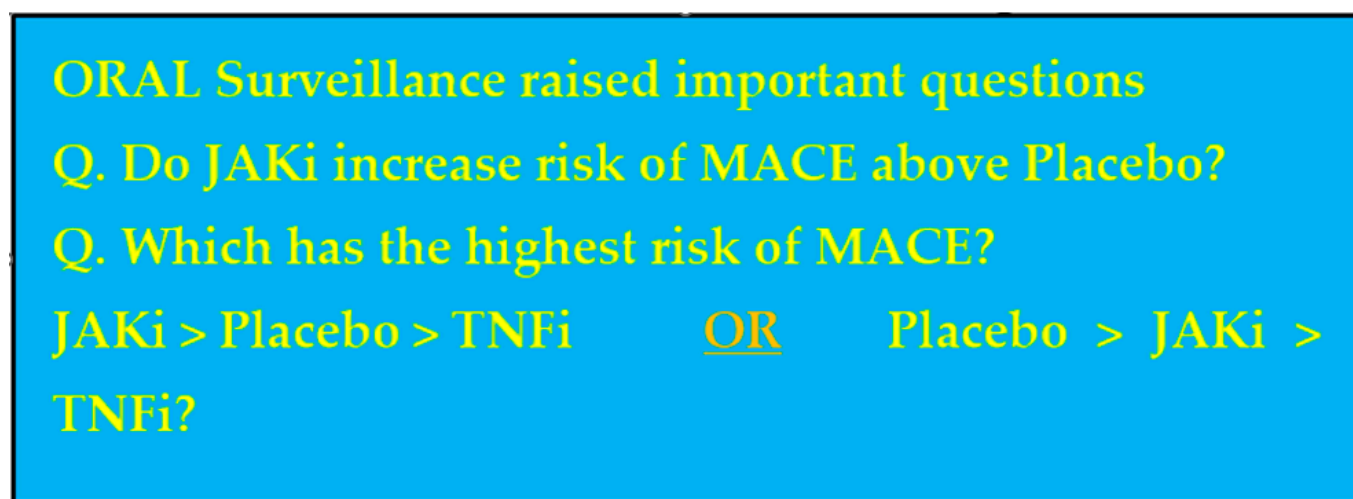 ORAL Surveillance raised important questions
Q. Do JAKi increase risk of MACE above Placebo?
Q. Which has the highest risk of MACE?
JAKi > Placebo > TNFi OR Placebo > JAKi >
TNFi?